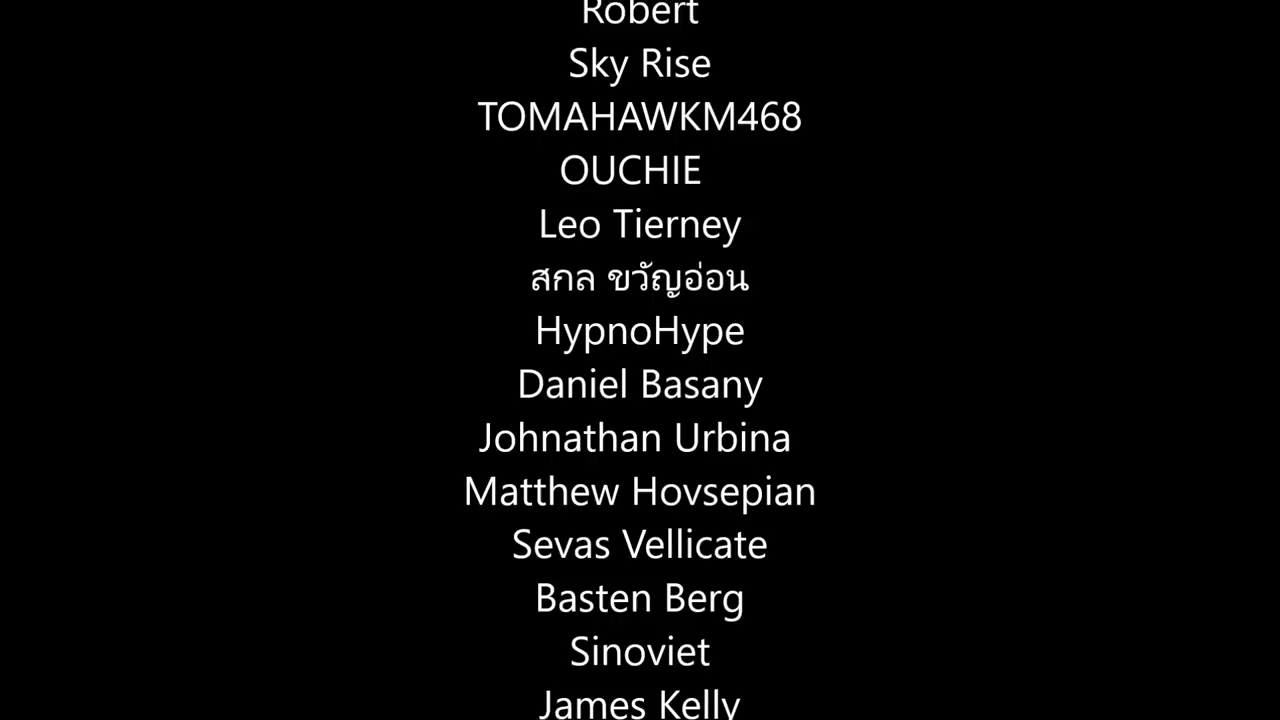 Robert
Sky Rise
TOMAHAWKM468
OUCHIE
Leo Tierney
สกล ขวัญอ่อน
HypnoHype
Daniel Basany
Johnathan Urbina
Matthew Hovsepian
Sevas Vellicate
Basten Berg
Sinoviet
James Kelly